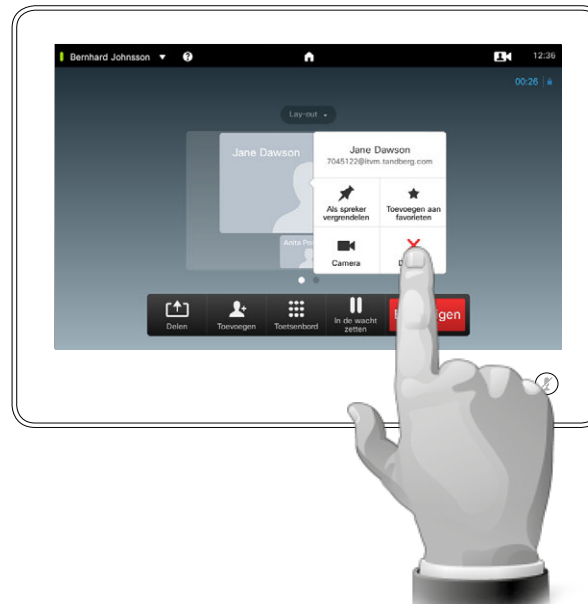 Bernhard Johnsson
12:36
00:26
Lay-out
Jane Dawson
Jane Dawson
7045122@ltvm.tandberg.com
Als spreker
vergrendelen
Toevoegen aan
favorieten
Anita
Camera
Delen
Toevoegen
Toetsenbord
In de wacht
zetten